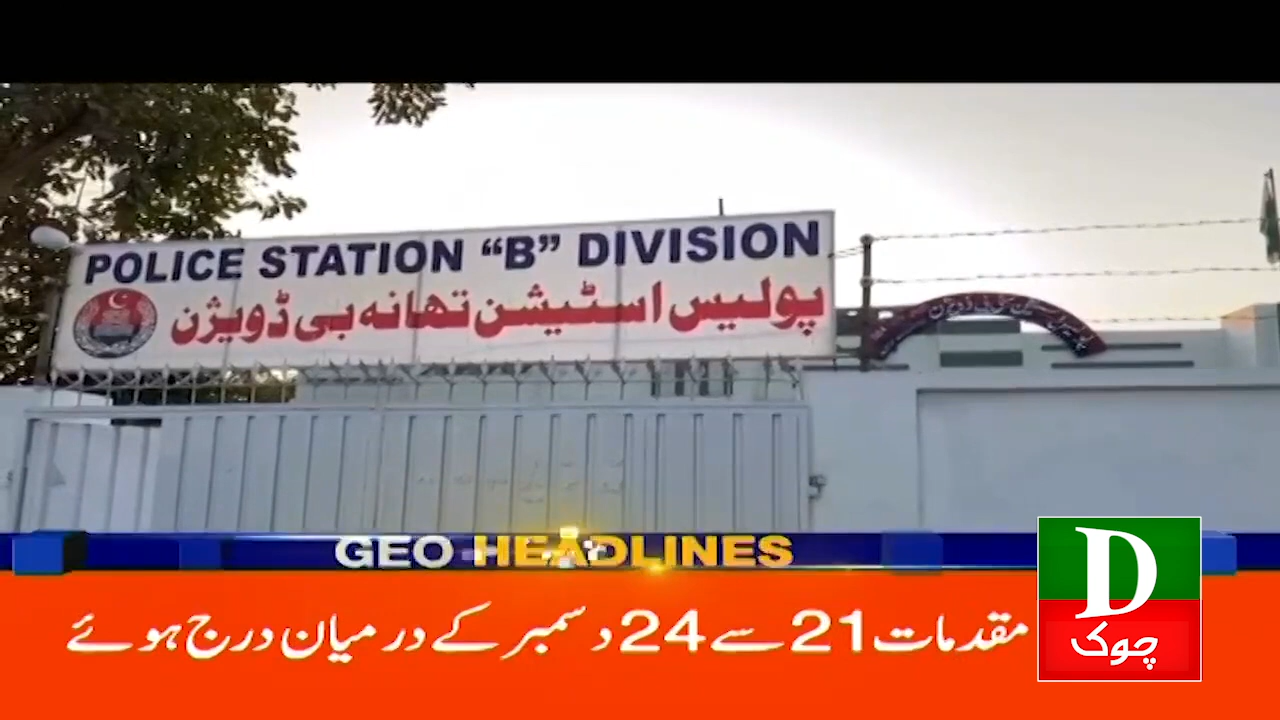 POLICE STATION “B” DIVISION
پولیس اسٹیشن تھانہ بی ڈویژن
GEO HEADLINES
مقدمات 21 سے 24 دسمبر کے درمیان درج ہوئے
D
چوک